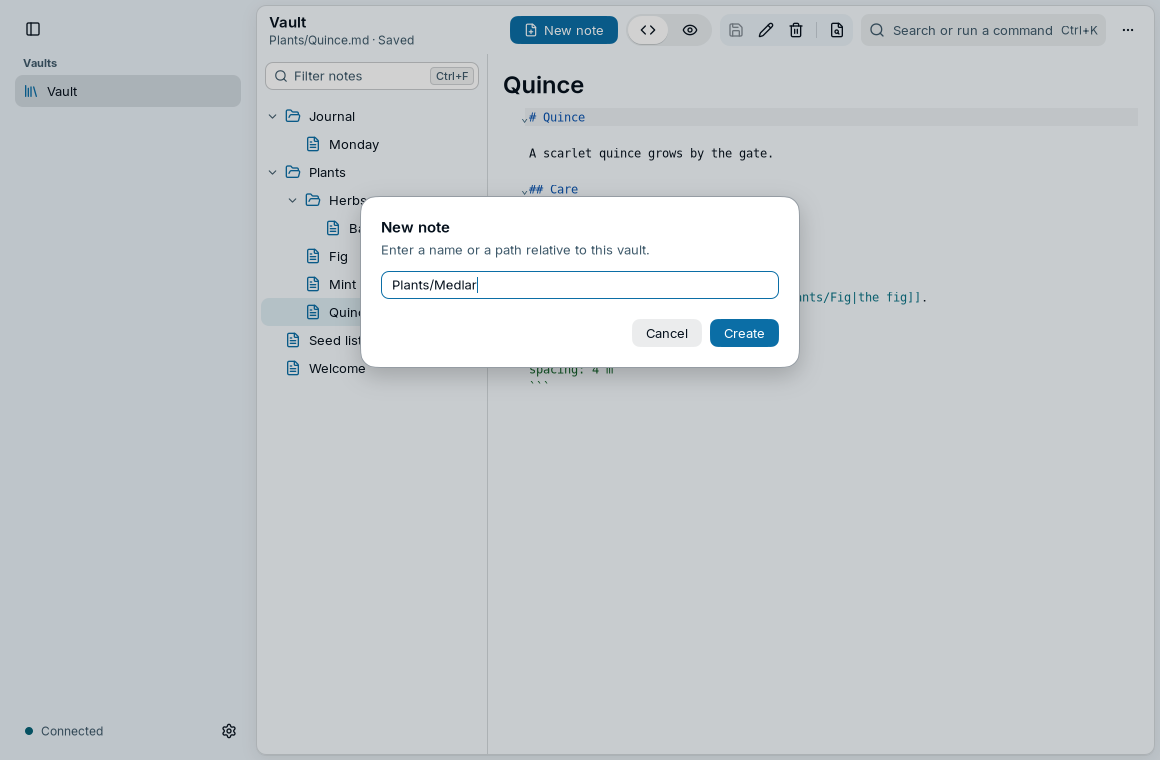 Vaults
Vault
Connected
Vault
Plants/Quince.md · Saved
New note
Search or run a command Ctrl+K
Filter notes Ctrl+F
Journal
Monday
Plants
Herbs
Fig
Mint
Seed list
Welcome
Quince
# Quince
A scarlet quince grows by the gate.
## Care
Fig|the fig]].
spacing: 4 m
```
New note
Enter a name or a path relative to this vault.
Plants/Medlar
Cancel
Create